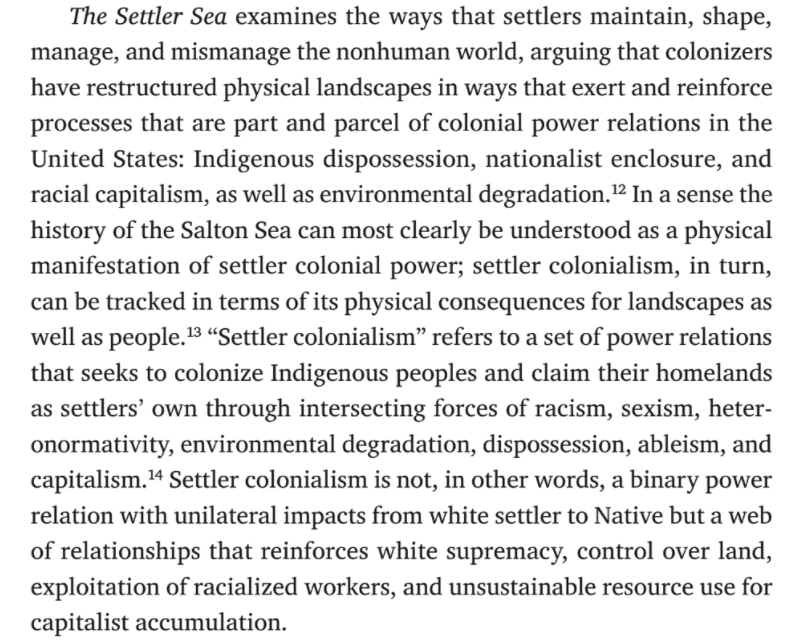 The Settler Sea examines the ways that settlers maintain, shape,
manage, and mismanage the nonhuman world, arguing that colonizers
have restructured physical landscapes in ways that exert and reinforce
processes that are part and parcel of colonial power relations in the
United States: Indigenous dispossession, nationalist enclosure, and
racial capitalism, as well as environmental degradation.¹² In a sense the
history of the Salton Sea can most clearly be understood as a physical
manifestation of settler colonial power; settler colonialism, in turn,
can be tracked in terms of its physical consequences for landscapes as
well as people.¹³ “Settler colonialism” refers to a set of power relations
that seeks to colonize Indigenous peoples and claim their homelands
as settlers’ own through intersecting forces of racism, sexism, heter-
onormativity, environmental degradation, dispossession, ableism, and
capitalism.¹⁴ Settler colonialism is not, in other words, a binary power
relation with unilateral impacts from white settler to Native but a web
of relationships that reinforces white supremacy, control over land,
exploitation of racialized workers, and unsustainable resource use for
capitalist accumulation.